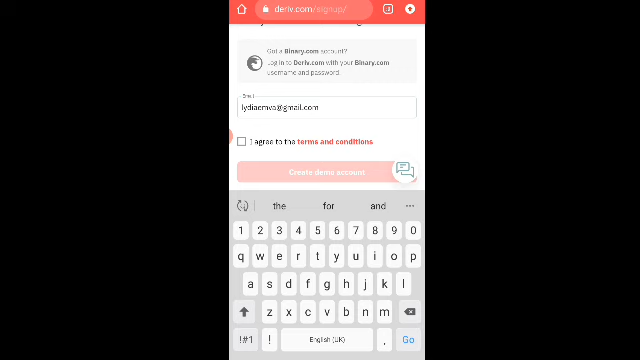 deriv.com/signup/
Got a Binary.com account?
Log in to Deriv.com with your Binary.com
username and password.
Email
lydiaemva@gmail.com
I agree to the terms and conditions
Create demo account
the for and
1 2 3 4 5 6 7 8 9 0
q w e r t y u i o p
a s d f g h j k l
z x c v b n m
!#1 ! English (UK) . Go